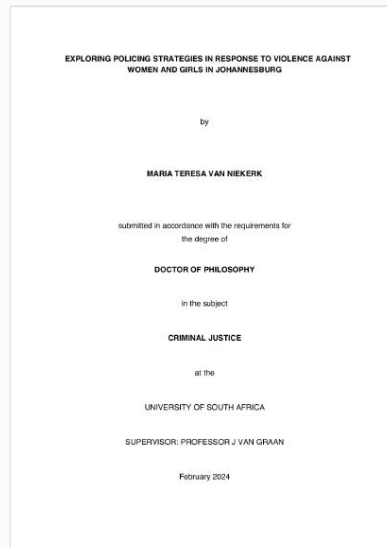 EXPLORING POLICING STRATEGIES IN RESPONSE TO VIOLENCE AGAINST
WOMEN AND GIRLS IN JOHANNESBURG
by
MARIA TERESA VAN NIEKERK
submitted in accordance with the requirements for
the degree of
DOCTOR OF PHILOSOPHY
in the subject
CRIMINAL JUSTICE
at the
UNIVERSITY OF SOUTH AFRICA
SUPERVISOR: PROFESSOR J VAN GRAAN
February 2024